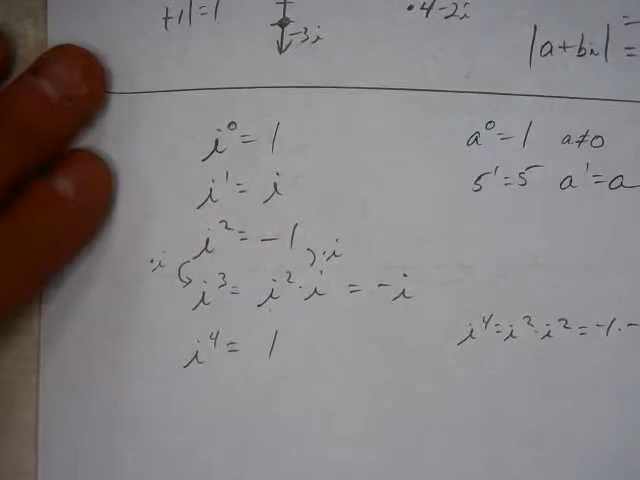 +1|=1
-3i
•4-2i
|a+bi| =
=
i⁰ = 1
a⁰=1 a≠0
i¹ = i
5¹=5 a¹=a
i² = -1
·i ·i
i³ = i²·i = -i
i⁴ = 1
i⁴=i²·i²=-1·-